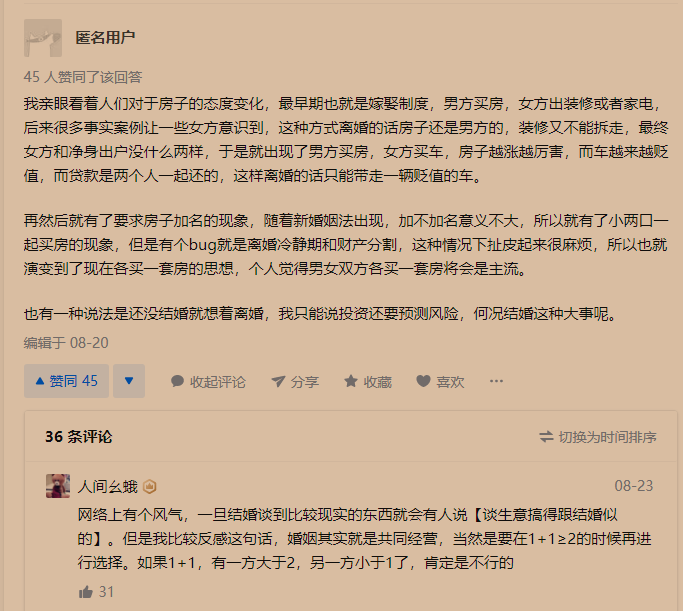 匿名用户
45 人赞同了该回答
我亲眼看着人们对于房子的态度变化，最早期也就是嫁娶制度，男方买房，女方出装修或者家电，
后来很多事实案例让一些女方意识到，这种方式离婚的话房子还是男方的，装修又不能拆走，最终
女方和净身出户没什么两样，于是就出现了男方买房，女方买车，房子越涨越厉害，而车越来越贬
值，而贷款是两个人一起还的，这样离婚的话只能带走一辆贬值的车。
再然后就有了要求房子加名的现象，随着新婚姻法出现，加不加名意义不大，所以就有了小两口一
起买房的现象，但是有个bug就是离婚冷静期和财产分割，这种情况下扯皮起来很麻烦，所以也就
演变到了现在各买一套房的思想，个人觉得男女双方各买一套房将会是主流。
也有一种说法是还没结婚就想着离婚，我只能说投资还要预测风险，何况结婚这种大事呢。
编辑于 08-20
赞同 45
收起评论
分享
收藏
喜欢
36 条评论
切换为时间排序
人间幺蛾
08-23
网络上有个风气，一旦结婚谈到比较现实的东西就会有人说【谈生意搞得跟结婚似
的】。但是我比较反感这句话，婚姻其实就是共同经营，当然是要在1+1≥2的时候再进
行选择。如果1+1，有一方大于2，另一方小于1了，肯定是不行的
31